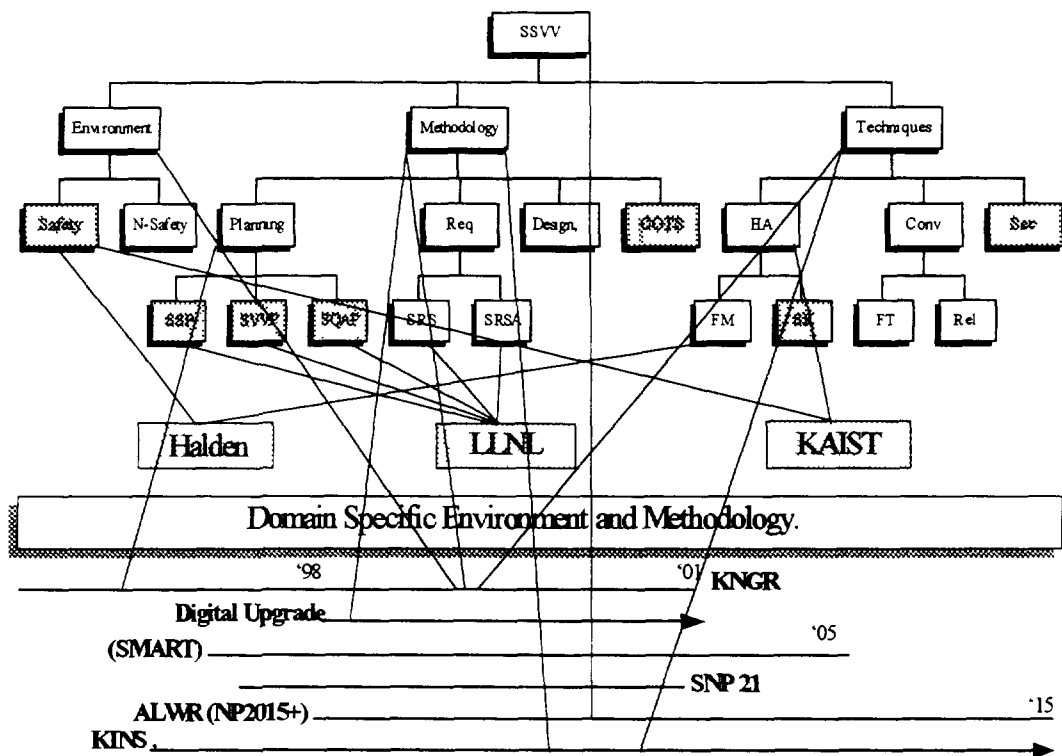 SSVV
Environment Methodology Techniques
Safety N-Safety Planning Req Design, COTS HA Conv Sec
SSP SVVP SQAP SRS SRSA FM FT Rel
Halden LLNL KAIST
Domain Specific Environment and Methodology.
‘98 ‘01 KNGR
Digital Upgrade
(SMART) ‘05
SNP 21
ALWR (NP2015+) ‘15
KINS ,